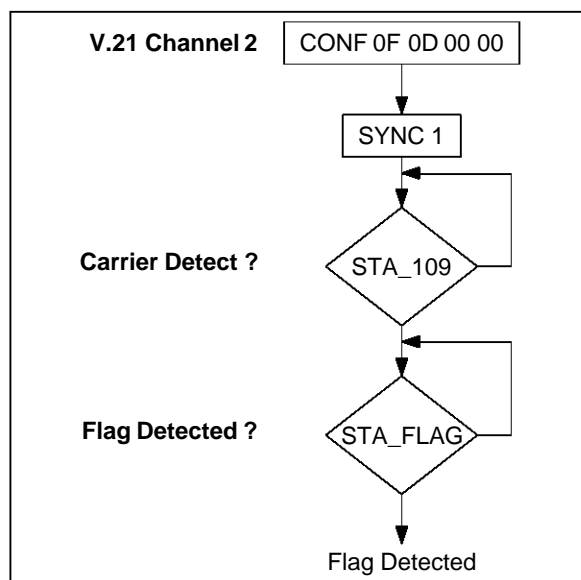 V.21 Channel 2
CONF 0F 0D 00 00
SYNC 1
Carrier Detect ?
STA_109
Flag Detected ?
STA_FLAG
Flag Detected